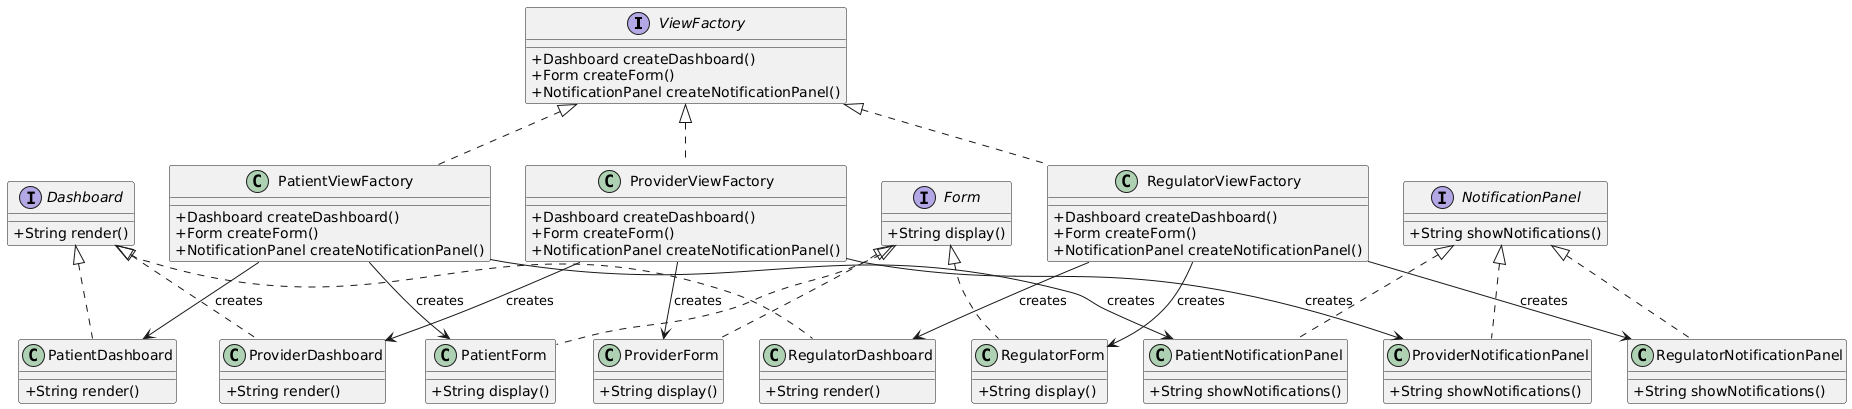 I ViewFactory
+Dashboard createDashboard()
+Form createForm()
+NotificationPanel createNotificationPanel()
I Dashboard
+String render()
C PatientViewFactory
+Dashboard createDashboard()
+Form createForm()
+NotificationPanel createNotificationPanel()
C ProviderViewFactory
+Dashboard createDashboard()
+Form createForm()
+NotificationPanel createNotificationPanel()
I Form
+String display()
C RegulatorViewFactory
+Dashboard createDashboard()
+Form createForm()
+NotificationPanel createNotificationPanel()
I NotificationPanel
+String showNotifications()
creates
creates
creates
creates
creates
creates
creates
creates
creates
C PatientDashboard
+String render()
C ProviderDashboard
+String render()
C PatientForm
+String display()
C ProviderForm
+String display()
C RegulatorDashboard
+String render()
C RegulatorForm
+String display()
C PatientNotificationPanel
+String showNotifications()
C ProviderNotificationPanel
+String showNotifications()
C RegulatorNotificationPanel
+String showNotifications()